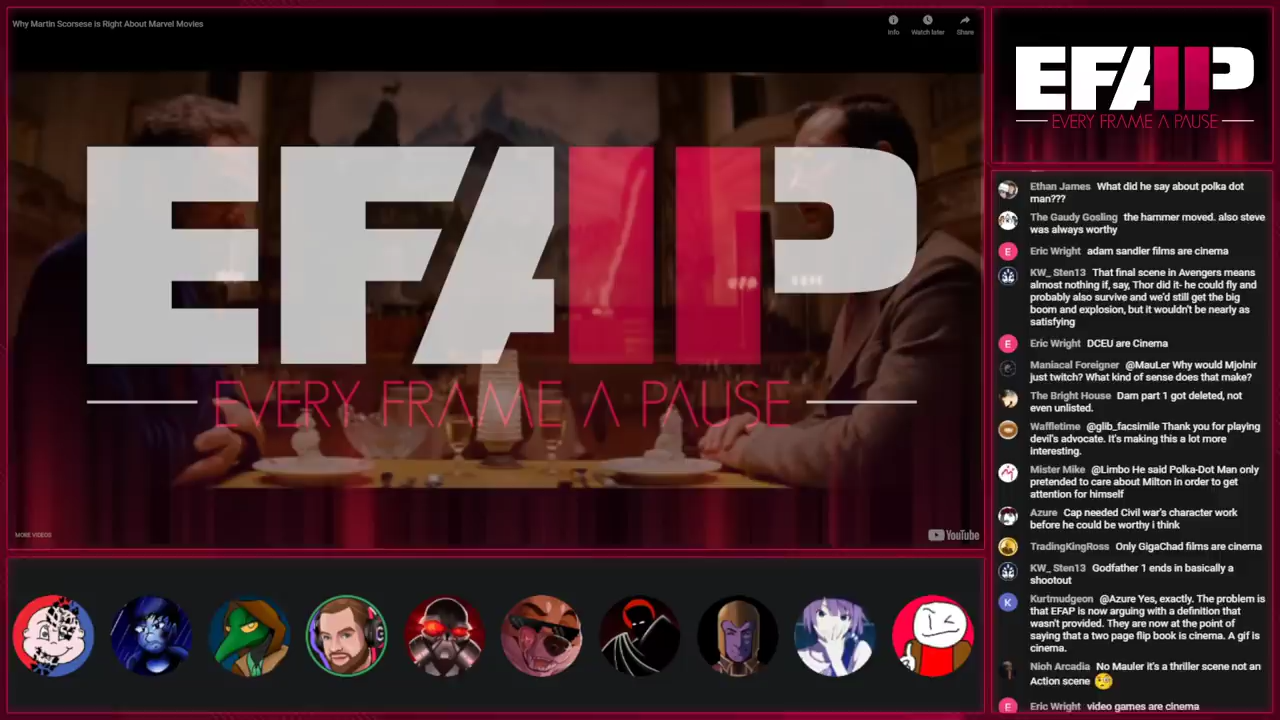 Why Martin Scorsese is Right About Marvel Movies
Info
Watch later
Share
EFAP
EVERY FRAME A PAUSE
MORE VIDEOS
YouTube
EFAP
EVERY FRAME A PAUSE
Ethan James What did he say about polka dot
man???
The Gaudy Gosling the hammer moved. also steve
was always worthy
E
Eric Wright adam sandler films are cinema
KW_ Sten13 That final scene in Avengers means
almost nothing if, say, Thor did it- he could fly and
probably also survive and we'd still get the big
boom and explosion, but it wouldn't be nearly as
satisfying
E
Eric Wright DCEU are Cinema
Maniacal Foreigner @MauLer Why would Mjolnir
just twitch? What kind of sense does that make?
The Bright House Darn part 1 got deleted, not
even unlisted.
Waffletime @glib_facsimile Thank you for playing
devil's advocate. It's making this a lot more
interesting.
Mister Mike @Limbo He said Polka-Dot Man only
pretended to care about Milton in order to get
attention for himself
Azure Cap needed Civil war's character work
before he could be worthy i think
TradingKingRoss Only GigaChad films are cinema
KW_ Sten13 Godfather 1 ends in basically a
shootout
K
Kurtmudgeon @Azure Yes, exactly. The problem is
that EFAP is now arguing with a definition that
wasn't provided. They are now at the point of
saying that a two page flip book is cinema. A gif is
cinema.
Nioh Arcadia No Mauler it's a thriller scene not an
Action scene
E
Eric Wright video games are cinema